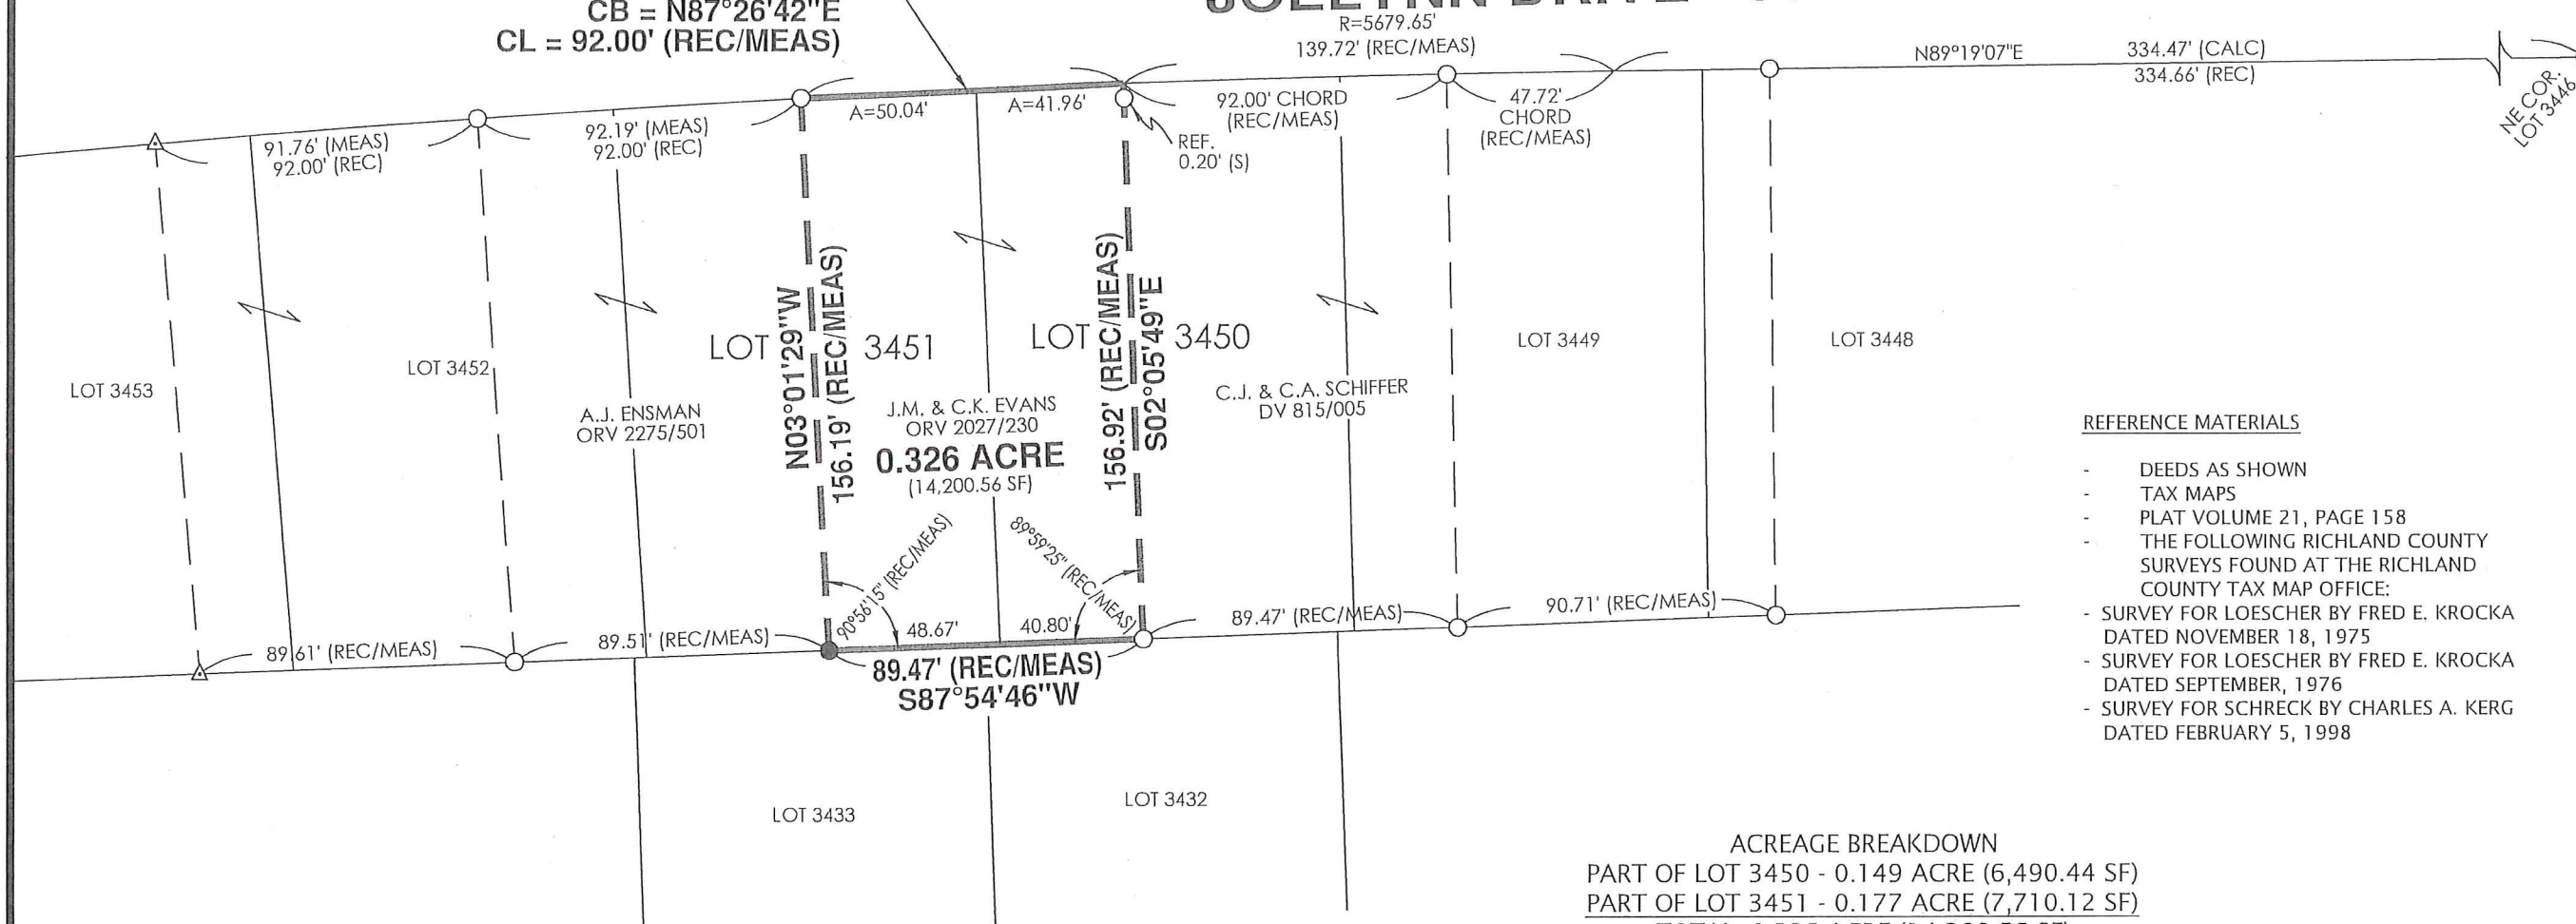 CB = N87°26'42"E
CL = 92.00' (REC/MEAS)
JOELYNN DRIVE
R=5679.65'
139.72' (REC/MEAS)
N89°19'07"E
334.47' (CALC)
334.66' (REC)
NE COR.
LOT 3446
91.76' (MEAS)
92.00' (REC)
92.19' (MEAS)
92.00' (REC)
A=50.04'
A=41.96'
REF.
0.20' (S)
92.00' CHORD
(REC/MEAS)
47.72'
CHORD
(REC/MEAS)
LOT 3453
LOT 3452
A.J. ENSMAN
ORV 2275/501
LOT 3451
N03°01'29"W
156.19' (REC/MEAS)
J.M. & C.K. EVANS
ORV 2027/230
0.326 ACRE
(14,200.56 SF)
LOT 3450
156.92' (REC/MEAS)
S02°05'49"E
C.J. & C.A. SCHIFFER
DV 815/005
LOT 3449
LOT 3448
90°56'15" (REC/MEAS)
89°59'25" (REC/MEAS)
89.61' (REC/MEAS)
89.51' (REC/MEAS)
48.67'
40.80'
89.47' (REC/MEAS)
S87°54'46"W
89.47' (REC/MEAS)
90.71' (REC/MEAS)
LOT 3433
LOT 3432
REFERENCE MATERIALS
- DEEDS AS SHOWN
- TAX MAPS
- PLAT VOLUME 21, PAGE 158
- THE FOLLOWING RICHLAND COUNTY
SURVEYS FOUND AT THE RICHLAND
COUNTY TAX MAP OFFICE:
- SURVEY FOR LOESCHER BY FRED E. KROCKA
DATED NOVEMBER 18, 1975
- SURVEY FOR LOESCHER BY FRED E. KROCKA
DATED SEPTEMBER, 1976
- SURVEY FOR SCHRECK BY CHARLES A. KERG
DATED FEBRUARY 5, 1998
ACREAGE BREAKDOWN
PART OF LOT 3450 - 0.149 ACRE (6,490.44 SF)
PART OF LOT 3451 - 0.177 ACRE (7,710.12 SF)